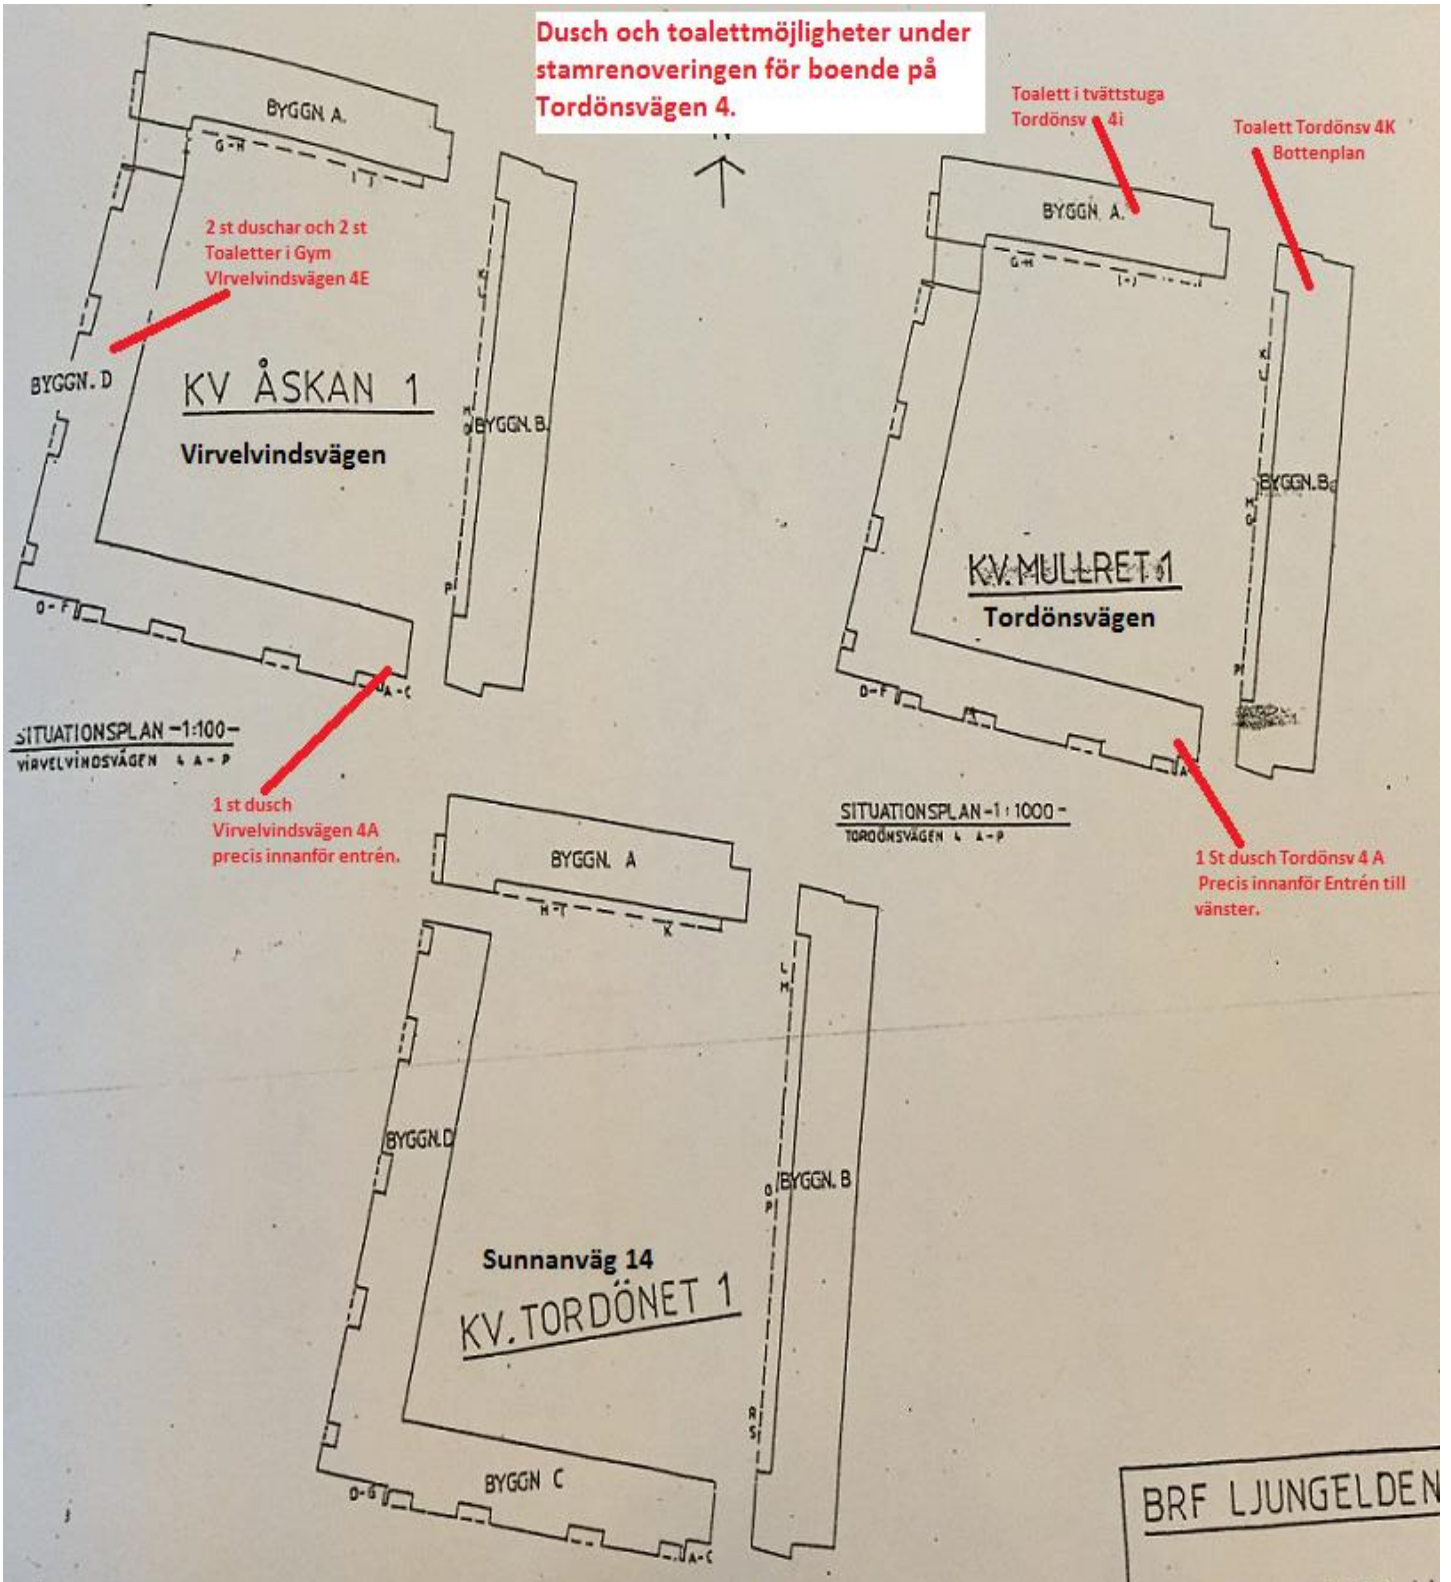 Dusch och toalettmöjligheter under
stamrenoveringen för boende på
Tordönsvägen 4.
BYGGN. A.
G-H
I J
2 st duschar och 2 st
Toaletter i Gym
VIrvelvindsvägen 4E
BYGGN. D
KV ÅSKAN 1
Virvelvindsvägen
K
L
M
O
BYGGN. B.
P
D-F
A-C
SITUATIONSPLAN -1:100-
VIRVELVINDSVÄGEN 4 A-P
1 st dusch
Virvelvindsvägen 4A
precis innanför entrén.
Toalett i tvättstuga
Tordönsv 4i
Toalett Tordönsv 4K
Bottenplan
BYGGN. A.
G-H
I-J
K
L
M
O
BYGGN. B.
P
KV. MULLRET 1
Tordönsvägen
D-F
A
SITUATIONSPLAN -1:1000-
TORDÖNSVÄGEN 4 A-P
1 St dusch Tordönsv 4 A
Precis innanför Entrén till
vänster.
BYGGN. A
H-I
K
L
M
BYGGN. D
O
P
BYGGN. B
Sunnanväg 14
KV. TORDÖNET 1
R
S
BYGGN C
D-G
A-C
BRF LJUNGELDEN